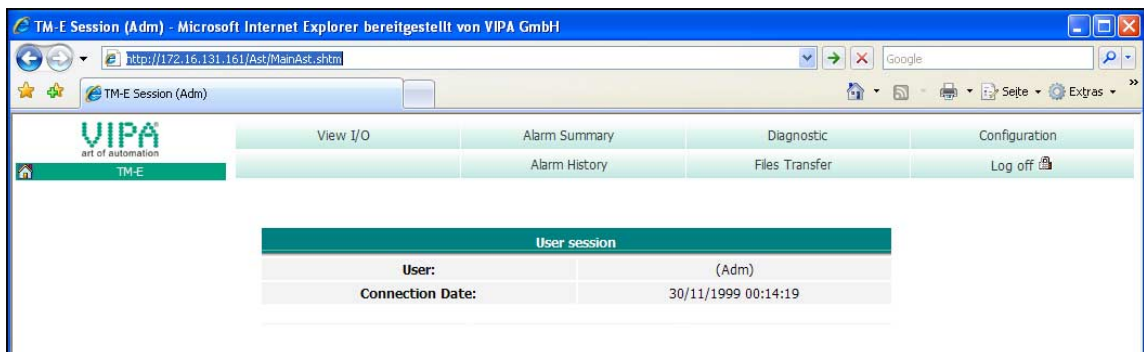 TM-E Session (Adm) - Microsoft Internet Explorer bereitgestellt von VIPA GmbH
http://172.16.131.161/Ast/MainAst.shtm Google
TM-E Session (Adm) Seite Extras »
VIPA
art of automation
TM-E
View I/O Alarm Summary Diagnostic Configuration
Alarm History Files Transfer Log off
User session
User: (Adm)
Connection Date: 30/11/1999 00:14:19